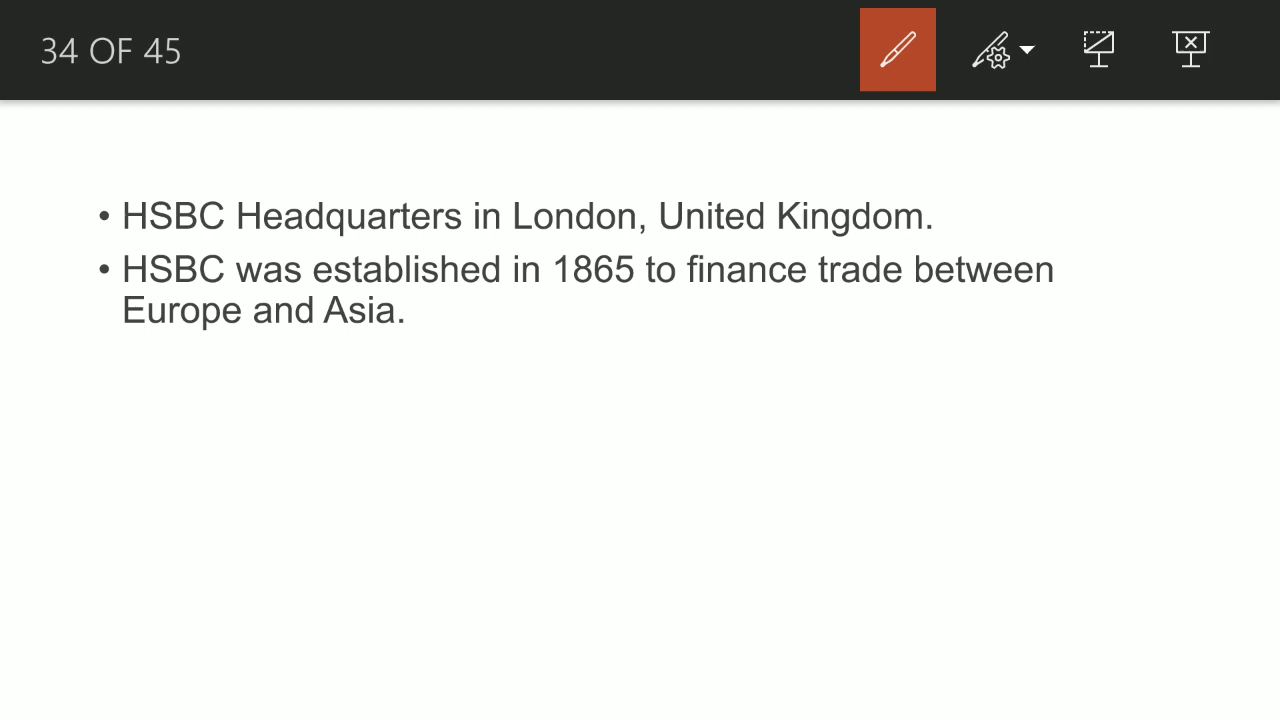 34 OF 45
• HSBC Headquarters in London, United Kingdom.
• HSBC was established in 1865 to finance trade between
Europe and Asia.